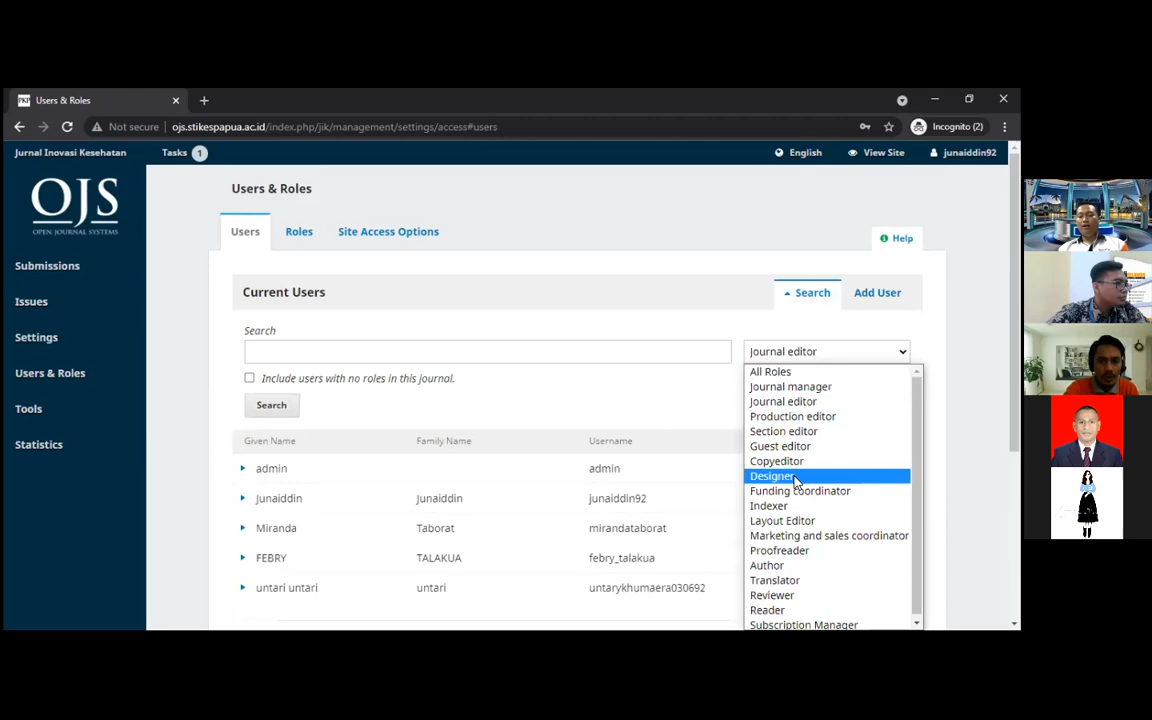 PKP Users & Roles
Not secure ojs.stikespapua.ac.id/index.php/jik/management/settings/access#users
Incognito (2)
Jurnal Inovasi Kesehatan Tasks 1
English View Site junaiddin92
OJS
OPEN JOURNAL SYSTEMS
Submissions
Issues
Settings
Users & Roles
Tools
Statistics
Users & Roles
Users Roles Site Access Options
Help
Current Users
Search Add User
Search
Journal editor
Include users with no roles in this journal.
Search
Given Name Family Name Username
admin admin
Junaiddin Junaiddin junaiddin92
Miranda Taborat mirandataborat
FEBRY TALAKUA febry_talakua
untari untari untari untarykhumaera030692
All Roles
Journal manager
Journal editor
Production editor
Section editor
Guest editor
Copyeditor
Designer
Funding coordinator
Indexer
Layout Editor
Marketing and sales coordinator
Proofreader
Author
Translator
Reviewer
Reader
Subscription Manager